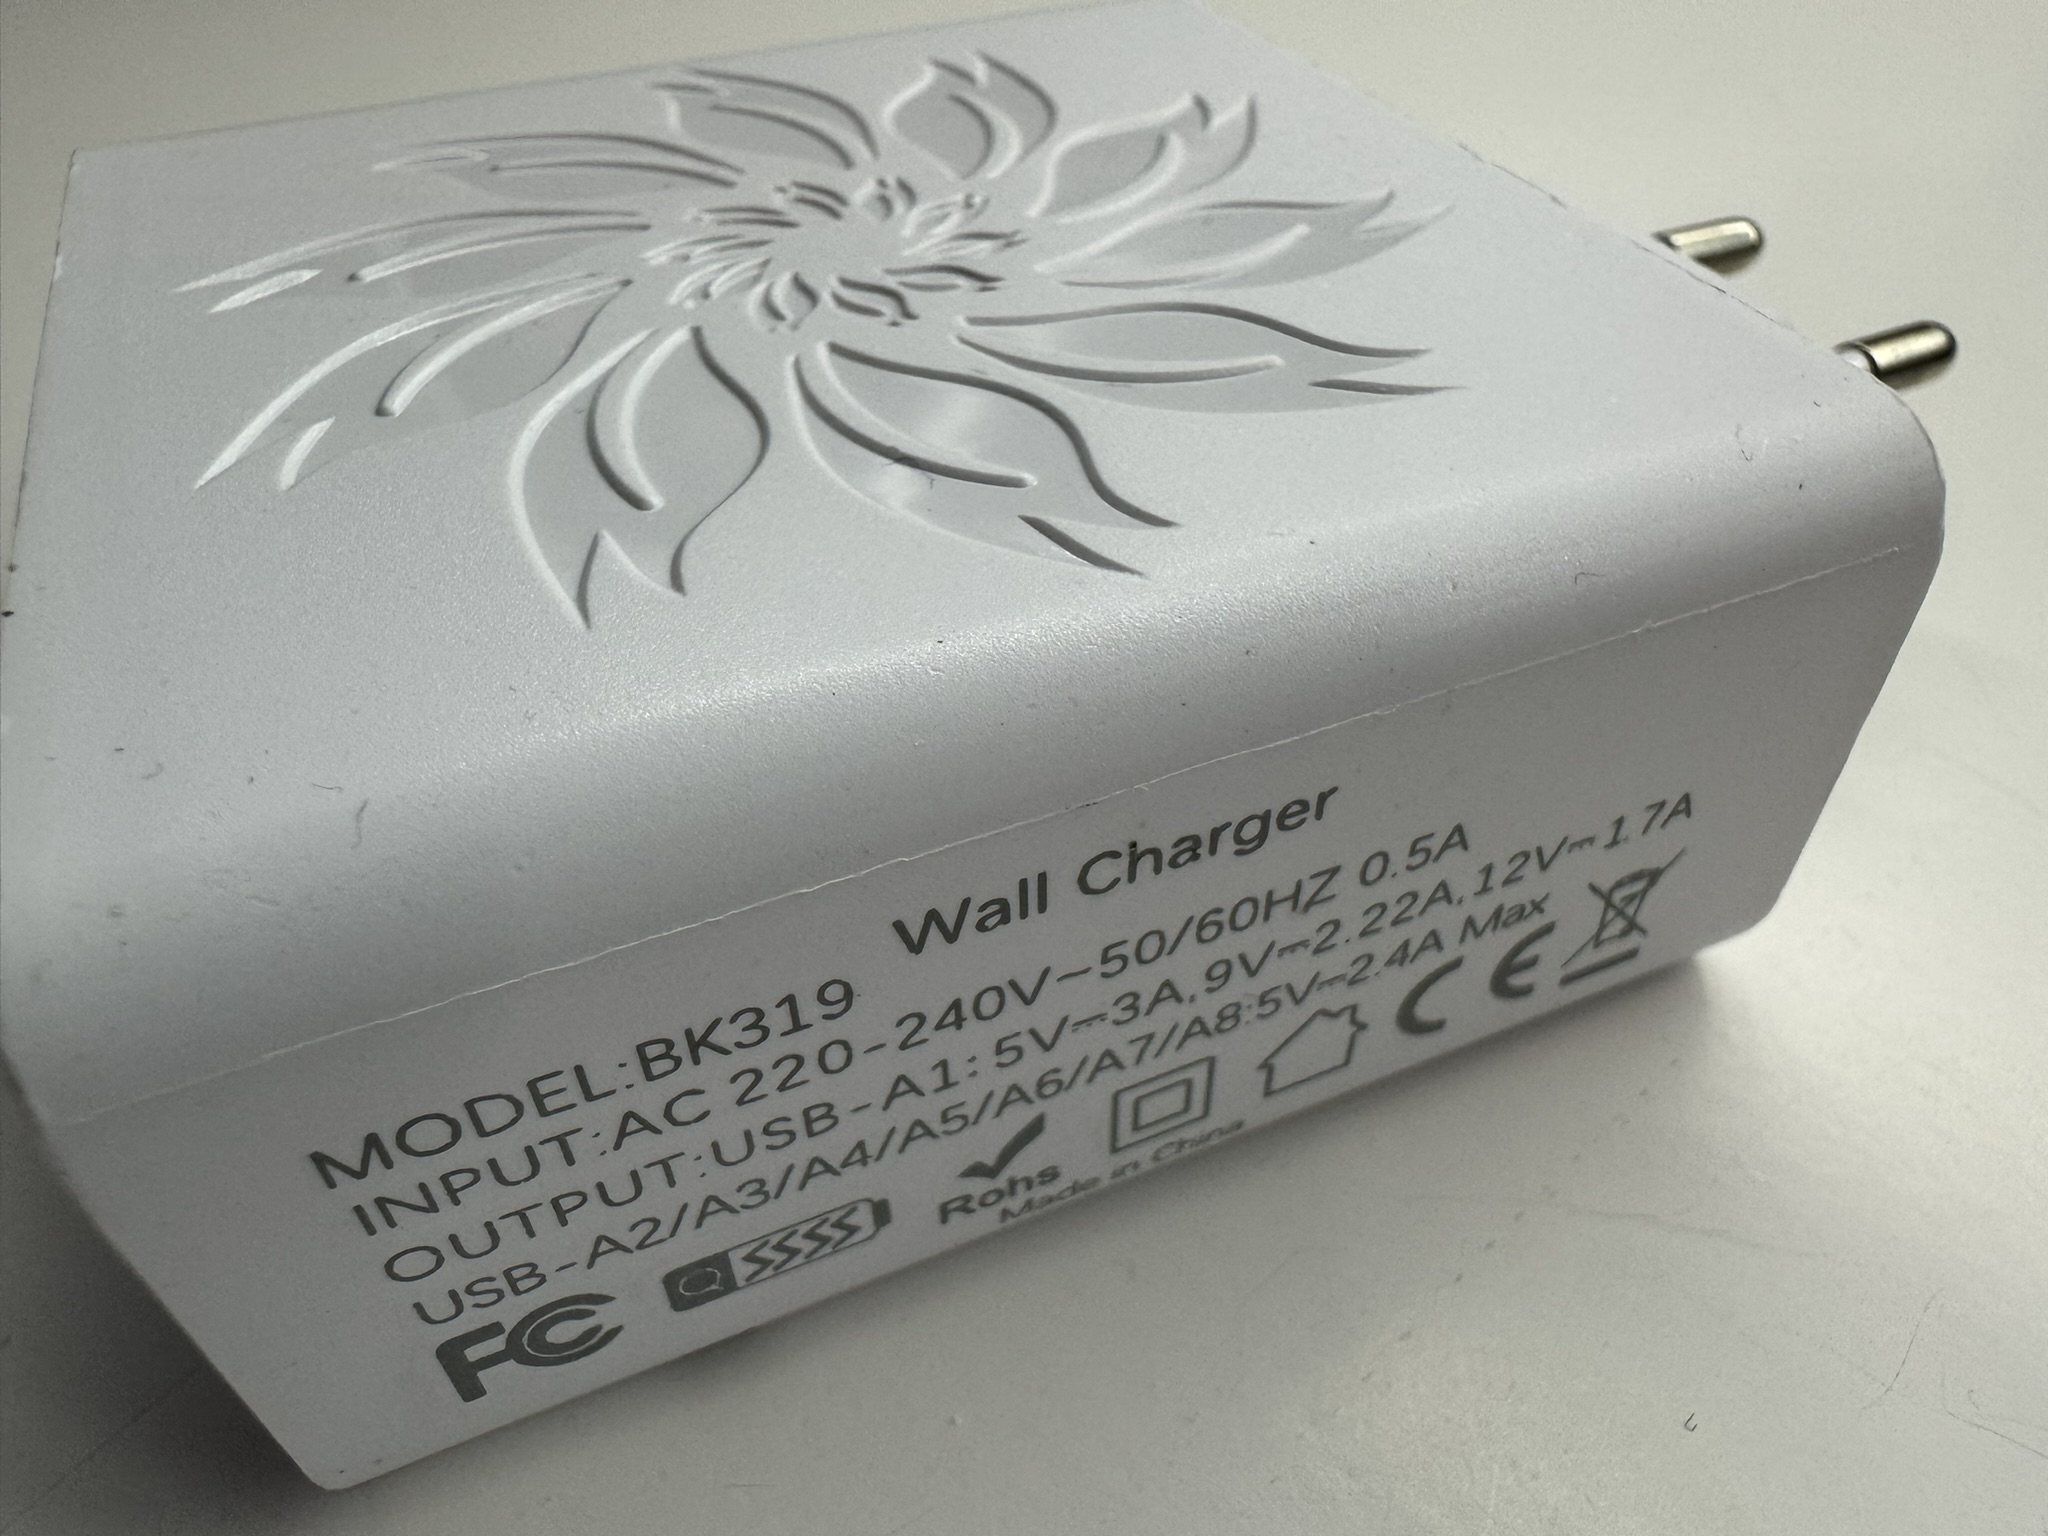 Wall Charger
MODEL:BK319
INPUT:AC 220-240V~50/60HZ 0.5A
OUTPUT:USB-A1: 5V⎓3A,9V⎓2.22A,12V⎓1.7A
USB-A2/A3/A4/A5/A6/A7/A8:5V⎓2.4A Max
FC Q Rohs CE
Made in China